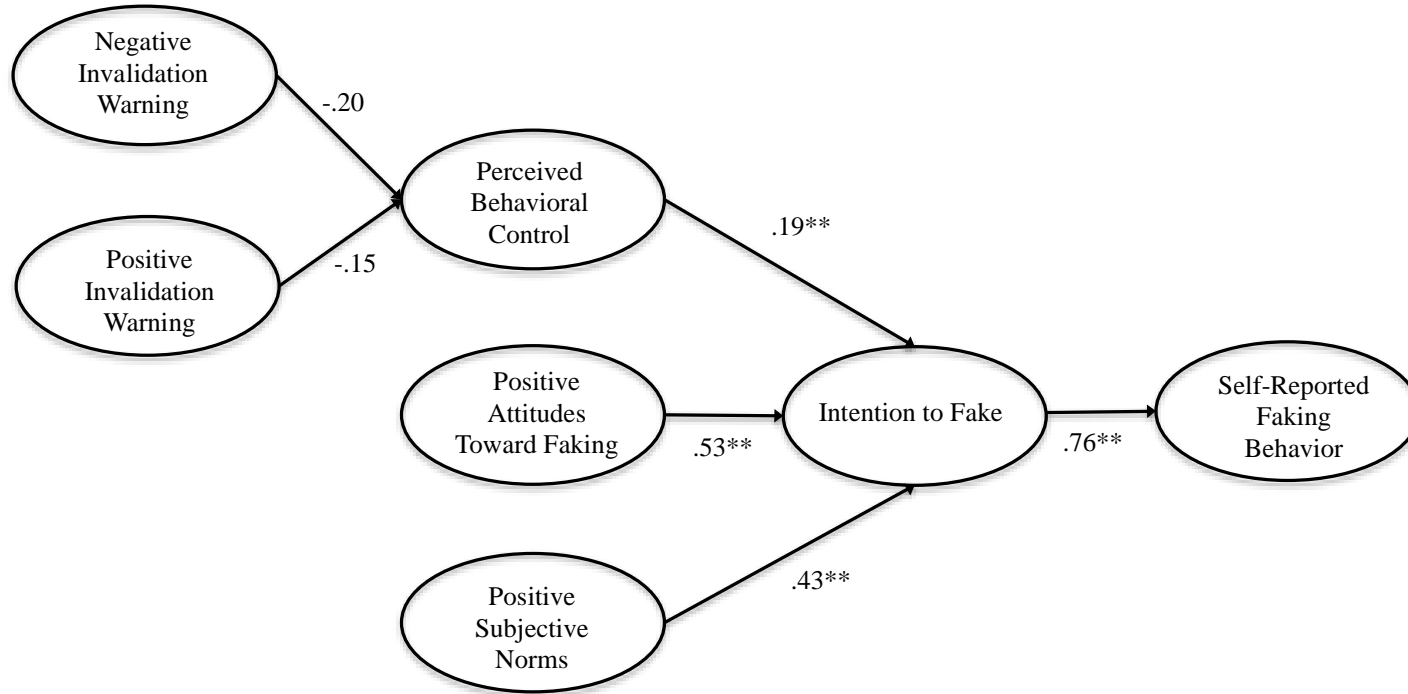 Negative
Invalidation
Warning
-.20
Perceived
Behavioral
Control
.19**
Positive
Invalidation
Warning
-.15
Positive
Attitudes
Toward Faking
.53**
Intention to Fake
.76**
Self-Reported
Faking
Behavior
.43**
Positive
Subjective
Norms